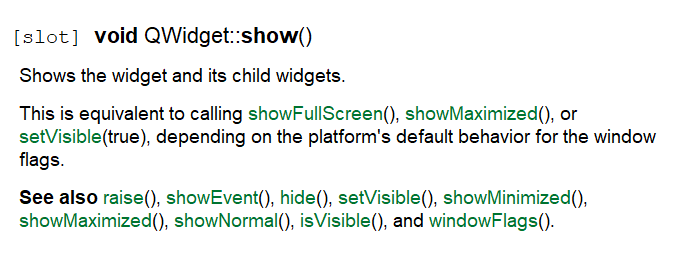 [slot] void QWidget::show()
Shows the widget and its child widgets.
This is equivalent to calling showFullScreen(), showMaximized(), or
setVisible(true), depending on the platform's default behavior for the window
flags.
See also raise(), showEvent(), hide(), setVisible(), showMinimized(),
showMaximized(), showNormal(), isVisible(), and windowFlags().